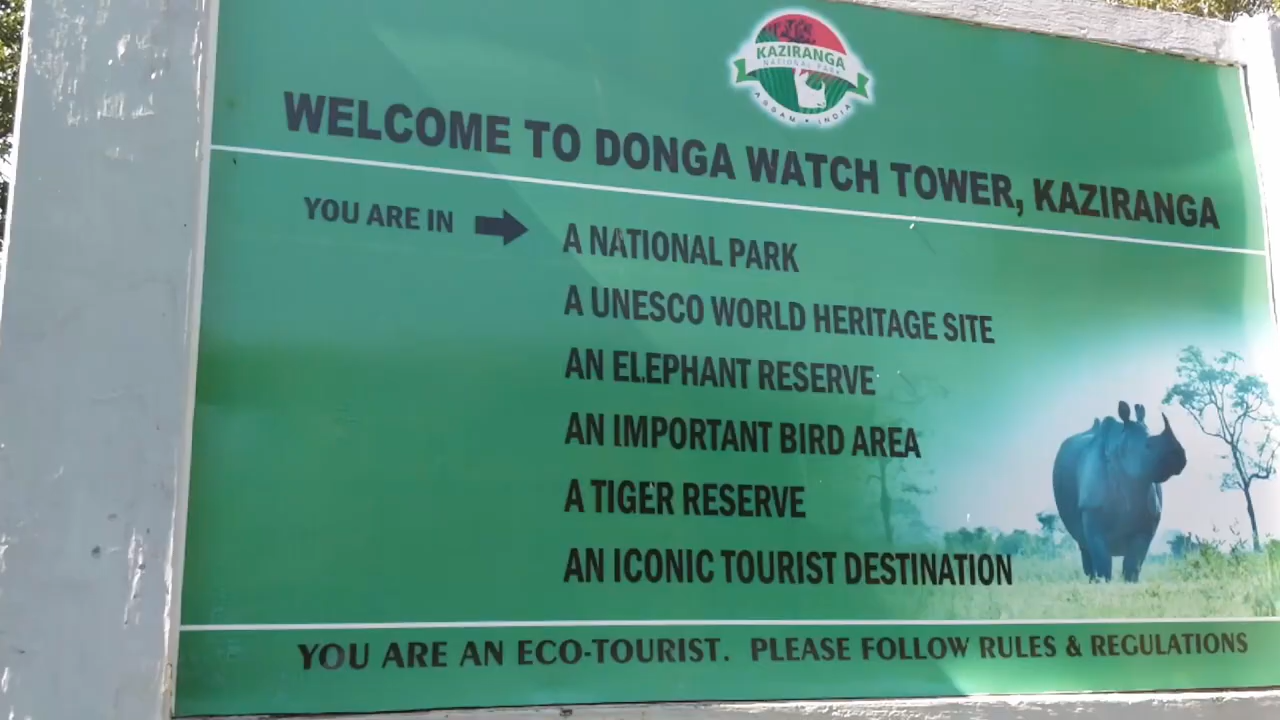 KAZIRANGA
NATIONAL PARK
ASSAM • INDIA
WELCOME TO DONGA WATCH TOWER, KAZIRANGA
YOU ARE IN
A NATIONAL PARK
A UNESCO WORLD HERITAGE SITE
AN ELEPHANT RESERVE
AN IMPORTANT BIRD AREA
A TIGER RESERVE
AN ICONIC TOURIST DESTINATION
YOU ARE AN ECO-TOURIST. PLEASE FOLLOW RULES & REGULATIONS